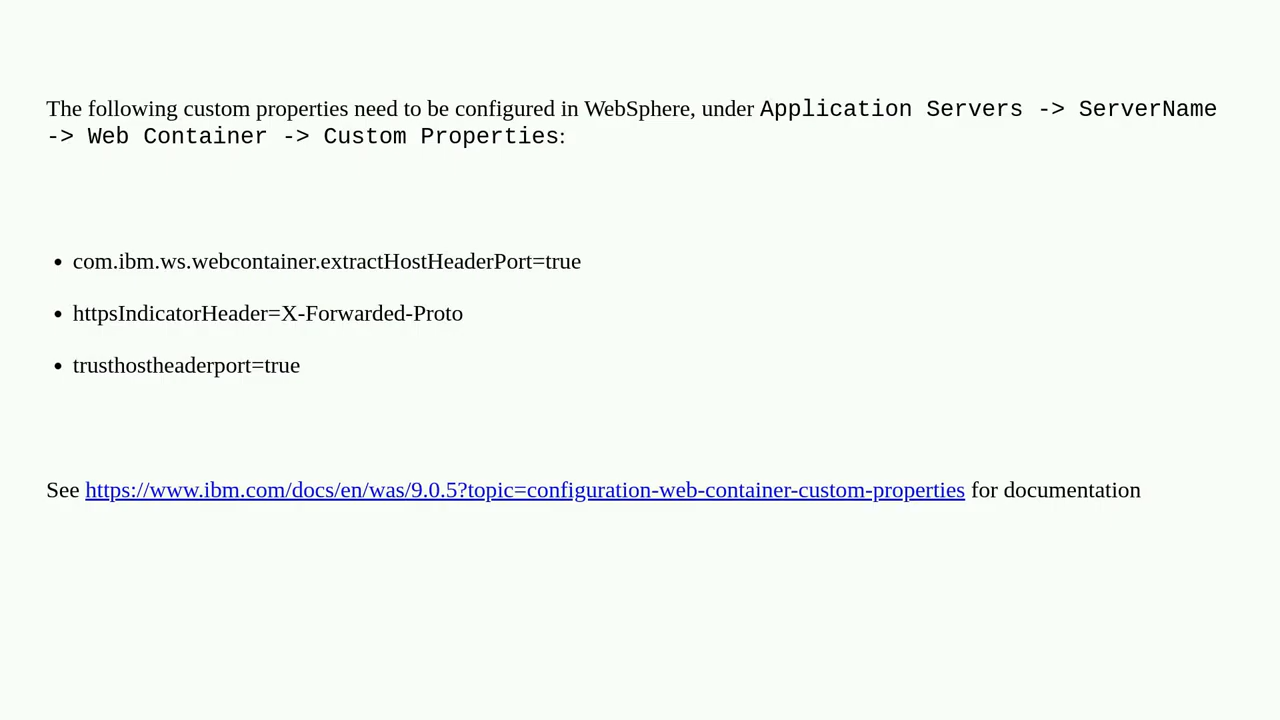 The following custom properties need to be configured in WebSphere, under Application Servers -> ServerName
-> Web Container -> Custom Properties:
• com.ibm.ws.webcontainer.extractHostHeaderPort=true
• httpsIndicatorHeader=X-Forwarded-Proto
• trusthostheaderport=true
See https://www.ibm.com/docs/en/was/9.0.5?topic=configuration-web-container-custom-properties for documentation